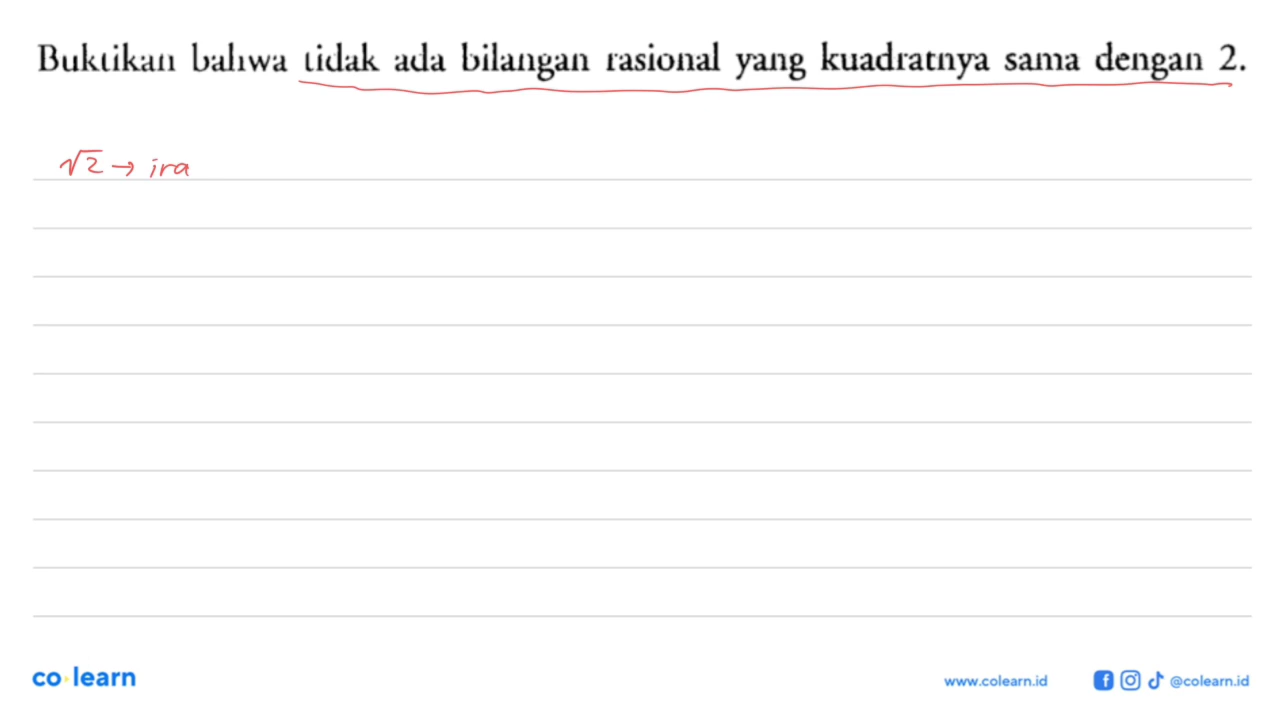 Buktikan bahwa tidak ada bilangan rasional yang kuadratnya sama dengan 2.
√2 → ira
co learn
www.colearn.id @colearn.id